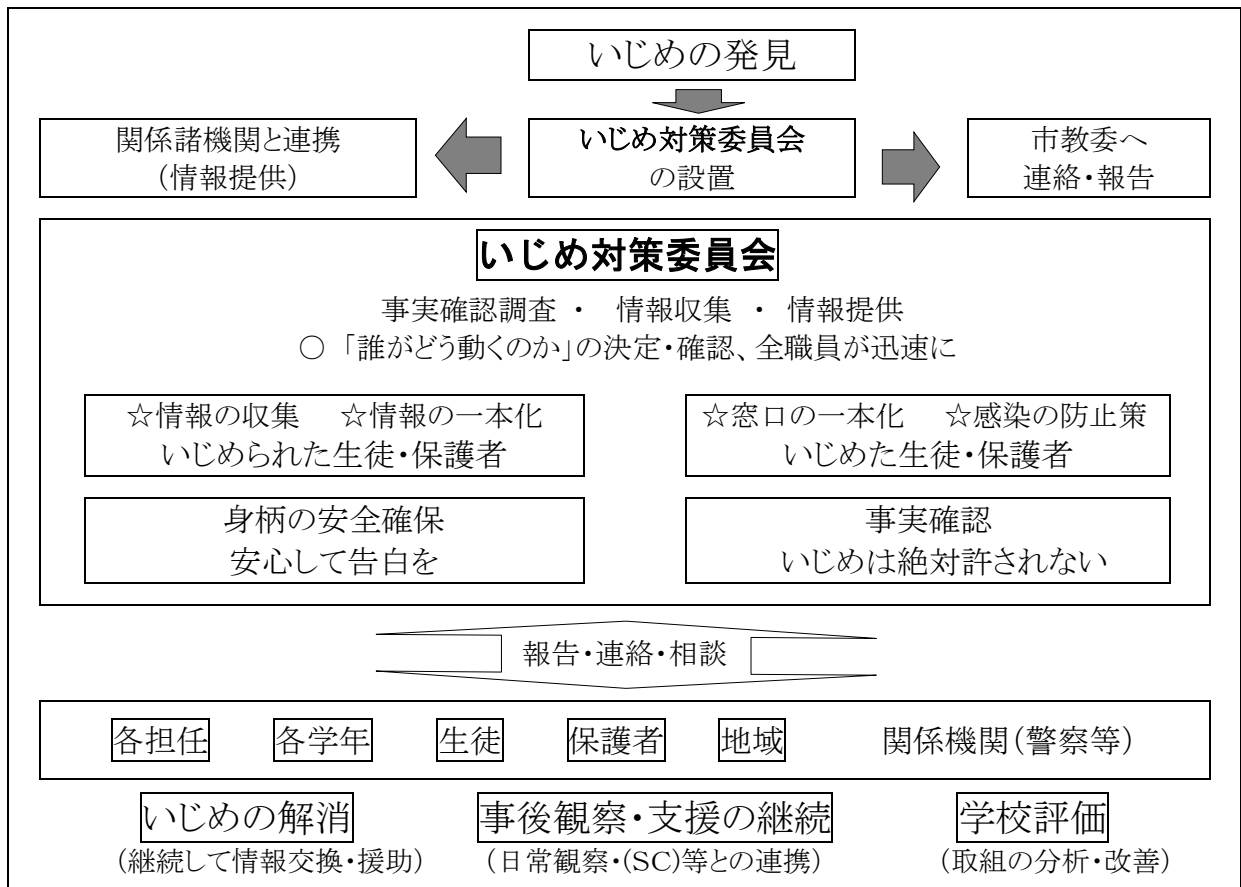 いじめの発見
関係諸機関と連携
(情報提供)
いじめ対策委員会
の設置
市教委へ
連絡・報告
いじめ対策委員会
事実確認調査 ・ 情報収集 ・ 情報提供
○ 「誰がどう動くのか」の決定・確認、全職員が迅速に
☆情報の収集 ☆情報の一本化
いじめられた生徒・保護者
☆窓口の一本化 ☆感染の防止策
いじめた生徒・保護者
身柄の安全確保
安心して告白を
事実確認
いじめは絶対許されない
報告・連絡・相談
各担任 各学年 生徒 保護者 地域 関係機関(警察等)
いじめの解消
(継続して情報交換・援助)
事後観察・支援の継続
(日常観察・(SC)等との連携)
学校評価
(取組の分析・改善)